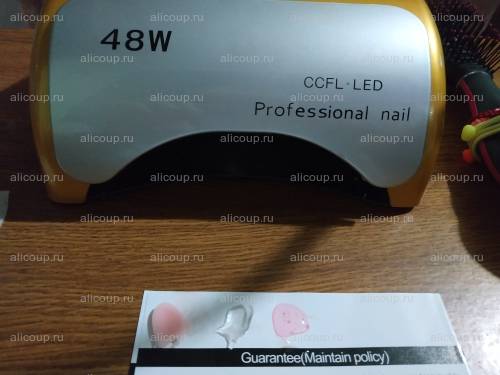 48W
CCFL·LED
Professional nail
Guarantee(Maintain policy)
alicoup.ru